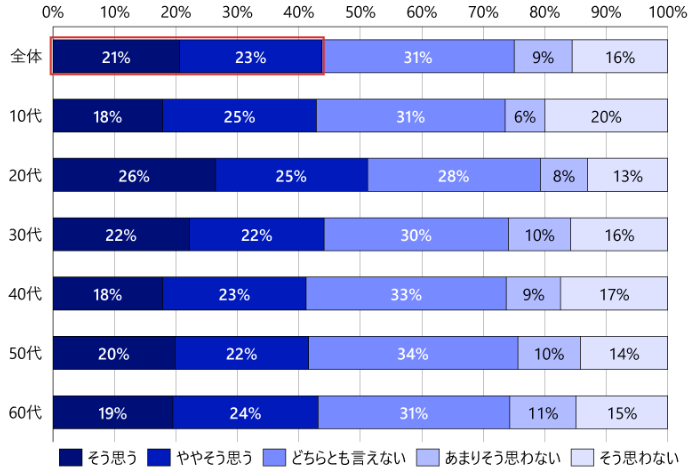 0% 10% 20% 30% 40% 50% 60% 70% 80% 90% 100%
全体 21% 23% 31% 9% 16%
10代 18% 25% 31% 6% 20%
20代 26% 25% 28% 8% 13%
30代 22% 22% 30% 10% 16%
40代 18% 23% 33% 9% 17%
50代 20% 22% 34% 10% 14%
60代 19% 24% 31% 11% 15%
そう思う ややそう思う どちらとも言えない あまりそう思わない そう思わない